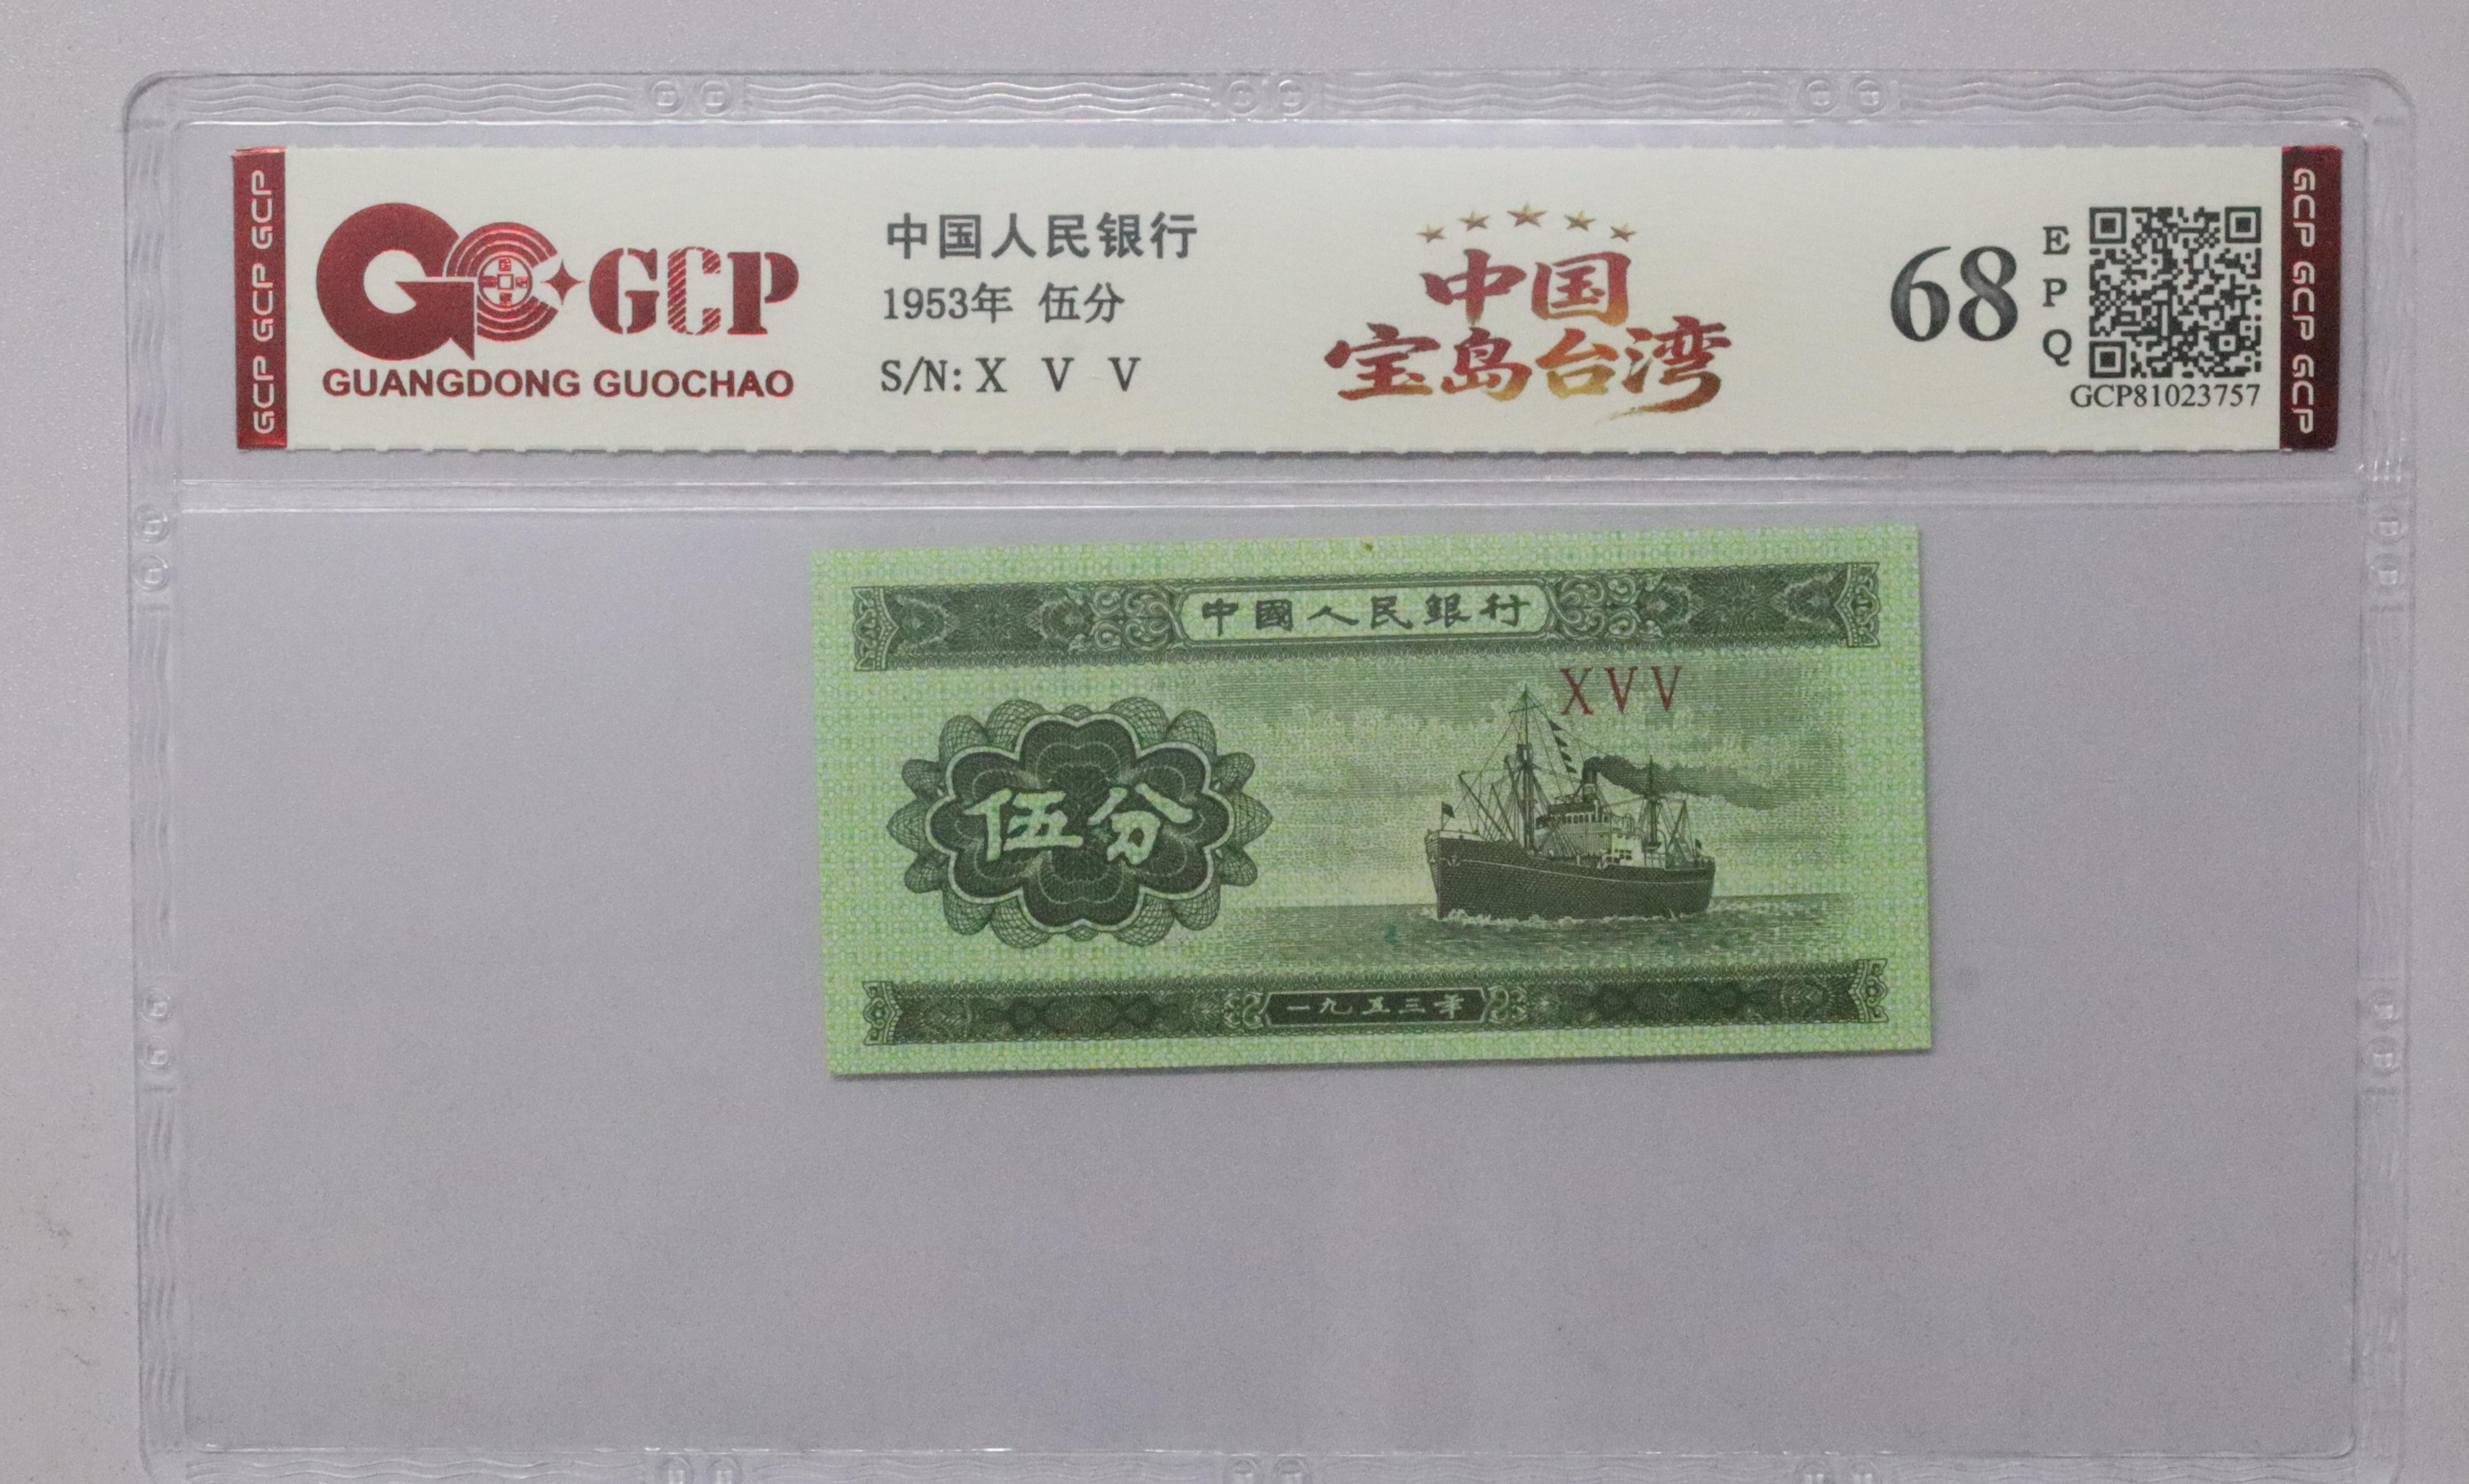 GCP GCP GCP
GCP
GUANGDONG GUOCHAO
中国人民银行
1953年 伍分
S/N: X V V
中国
宝岛台湾
68
E
P
Q
GCP81023757
GCP GCP GCP
中國人民銀行
XVV
伍分
一九五三年